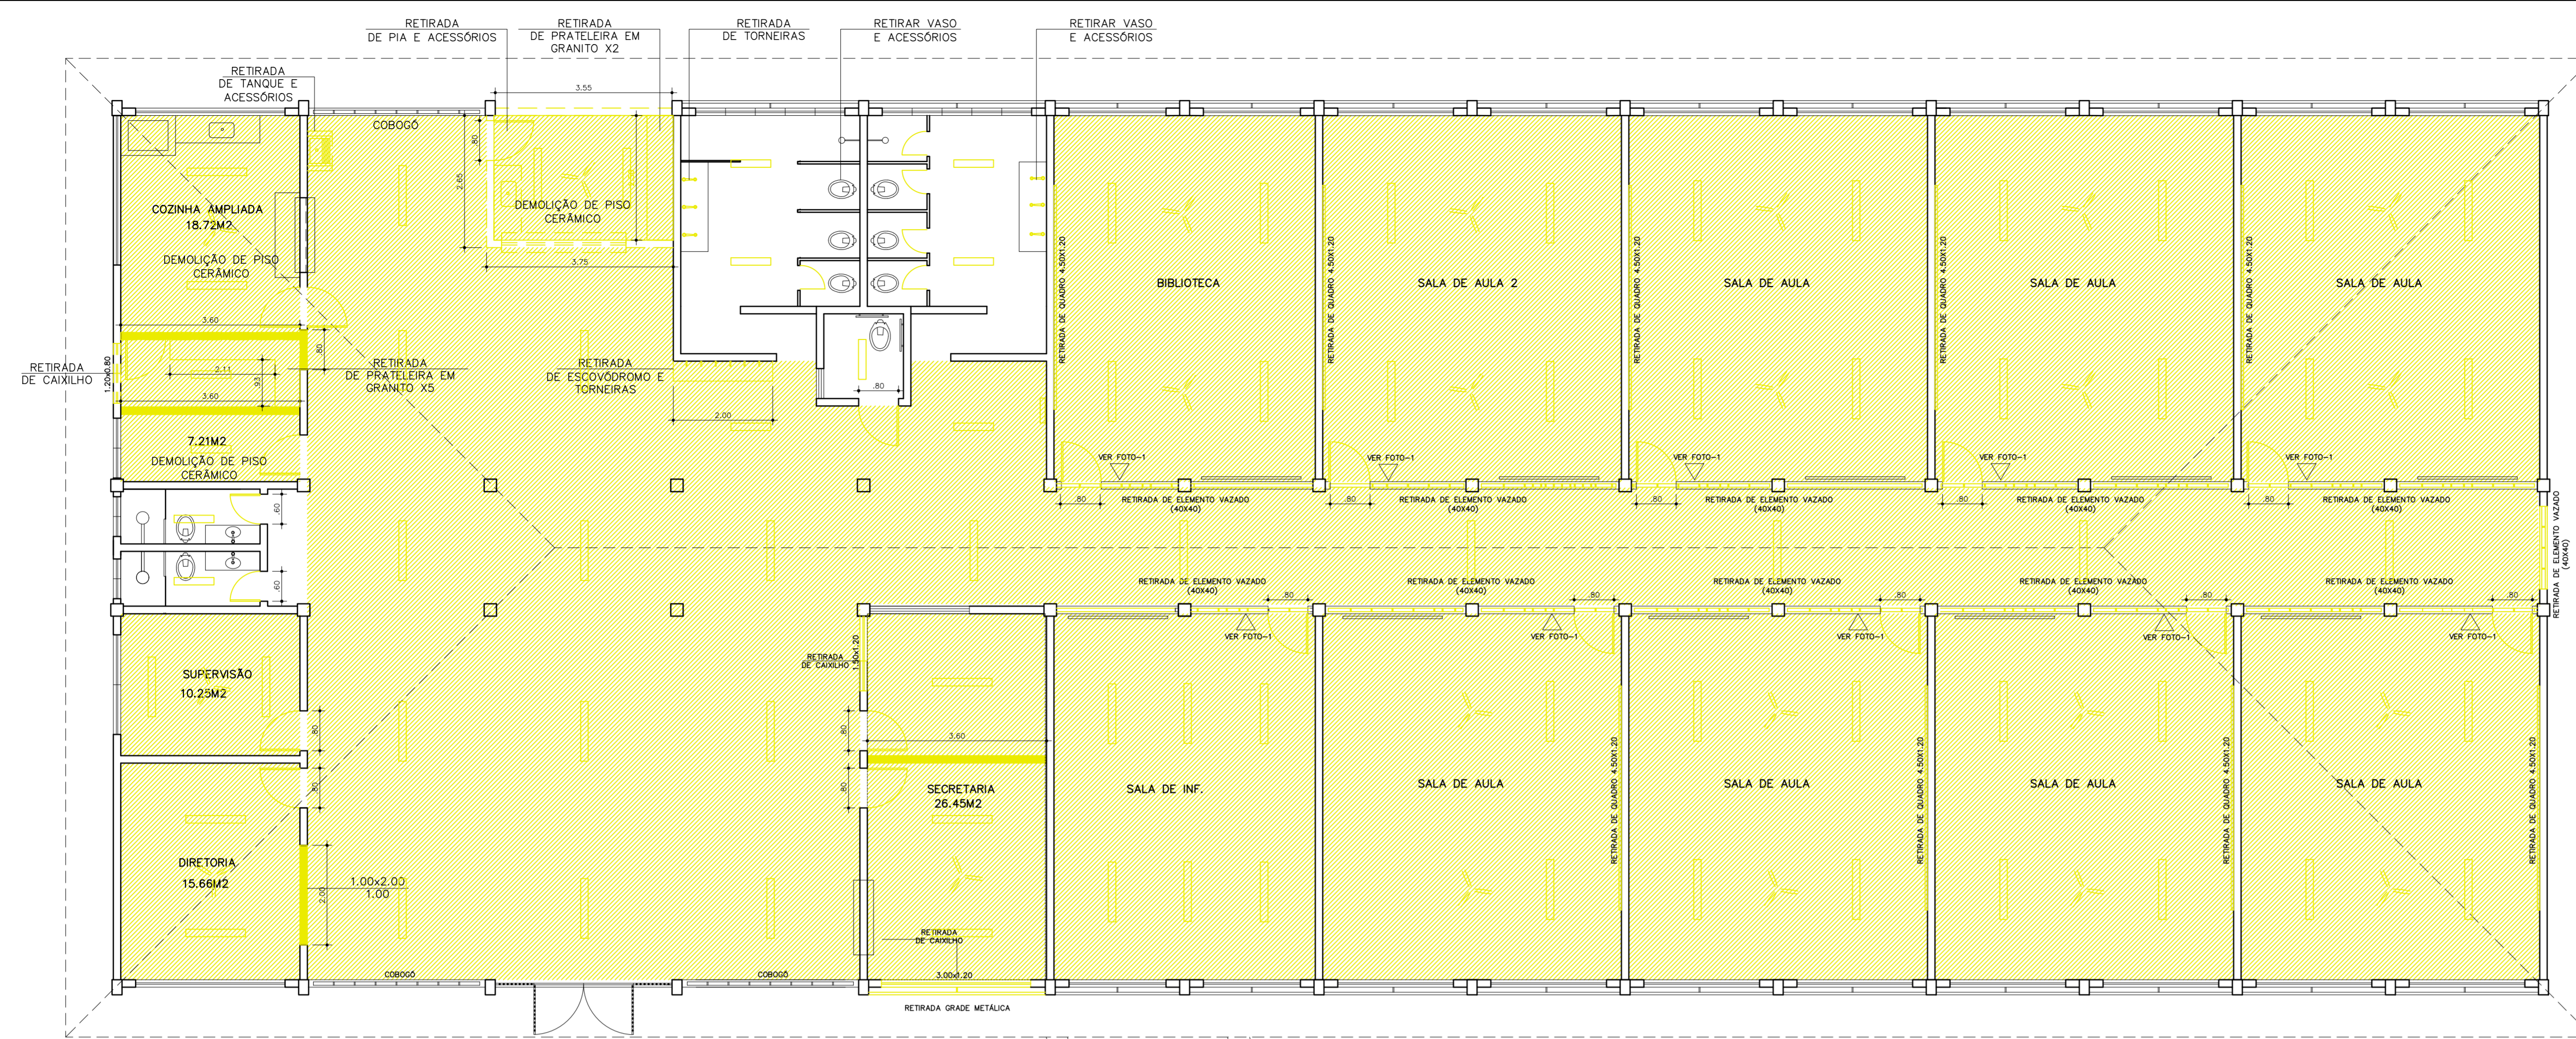 RETIRADA
DE PIA E ACESSÓRIOS
RETIRADA
DE PRATELEIRA EM
GRANITO X2
RETIRADA
DE TORNEIRAS
RETIRAR VASO
E ACESSÓRIOS
RETIRAR VASO
E ACESSÓRIOS
RETIRADA
DE TANQUE E
ACESSÓRIOS
3.55
COBOGÓ
.80
2.65
DEMOLIÇÃO DE PISO
CERÂMICO
3.75
COZINHA AMPLIADA
18.72M2
DEMOLIÇÃO DE PISO
CERÂMICO
3.60
RETIRADA DE QUADRO 4.50X1.20
RETIRADA DE QUADRO 4.50X1.20
RETIRADA DE QUADRO 4.50X1.20
RETIRADA DE QUADRO 4.50X1.20
RETIRADA DE QUADRO 4.50X1.20
BIBLIOTECA
SALA DE AULA 2
SALA DE AULA
SALA DE AULA
SALA DE AULA
RETIRADA
DE CAIXILHO
1.20x0.80
2.11
.93
3.60
.80
RETIRADA
DE PRATELEIRA EM
GRANITO X5
RETIRADA
DE ESCOVÓDROMO E
TORNEIRAS
2.00
.80
7.21M2
DEMOLIÇÃO DE PISO
CERÂMICO
VER FOTO-1
VER FOTO-1
VER FOTO-1
VER FOTO-1
VER FOTO-1
.80
RETIRADA DE ELEMENTO VAZADO
(40X40)
.80
RETIRADA DE ELEMENTO VAZADO
(40X40)
.80
RETIRADA DE ELEMENTO VAZADO
(40X40)
.80
RETIRADA DE ELEMENTO VAZADO
(40X40)
.80
RETIRADA DE ELEMENTO VAZADO
(40X40)
RETIRADA DE ELEMENTO VAZADO
(40X40)
.60
.60
RETIRADA DE ELEMENTO VAZADO
(40X40)
.80
RETIRADA DE ELEMENTO VAZADO
(40X40)
.80
RETIRADA DE ELEMENTO VAZADO
(40X40)
.80
RETIRADA DE ELEMENTO VAZADO
(40X40)
.80
RETIRADA DE ELEMENTO VAZADO
(40X40)
.80
VER FOTO-1
VER FOTO-1
VER FOTO-1
VER FOTO-1
VER FOTO-1
SUPERVISÃO
10.25M2
.80
.80
RETIRADA
DE CAIXILHO
1.50x1.20
.80
3.60
.80
SECRETARIA
26.45M2
SALA DE INF.
SALA DE AULA
SALA DE AULA
SALA DE AULA
SALA DE AULA
RETIRADA DE QUADRO 4.50X1.20
RETIRADA DE QUADRO 4.50X1.20
RETIRADA DE QUADRO 4.50X1.20
RETIRADA DE QUADRO 4.50X1.20
DIRETORIA
15.66M2
2.00
1.00x2.00
1.00
RETIRADA
DE CAIXILHO
COBOGÓ
COBOGÓ
3.00x1.20
RETIRADA GRADE METÁLICA